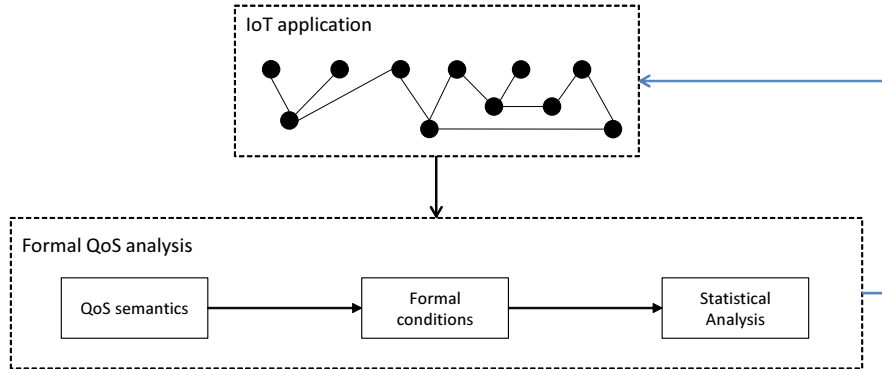 IoT application
Formal QoS analysis
QoS semantics
Formal
conditions
Statistical
Analysis